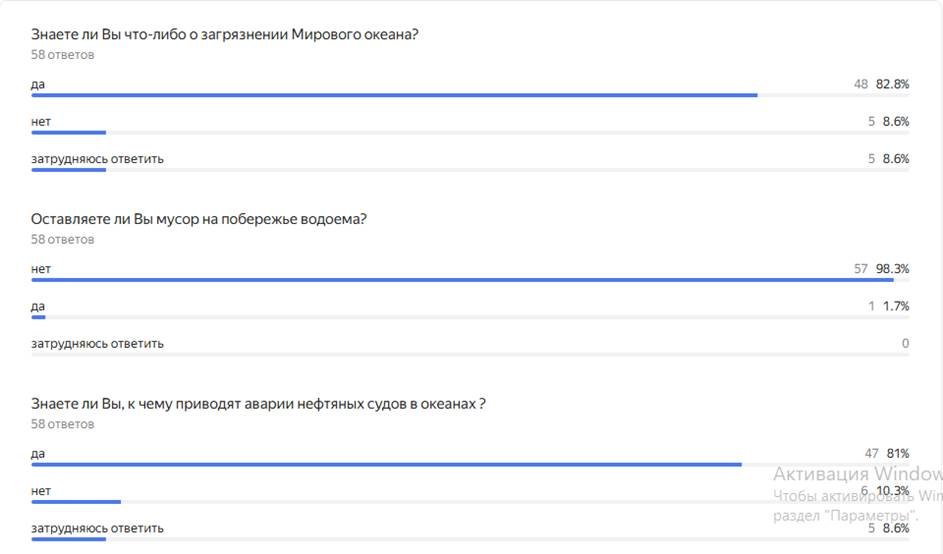 Знаете ли Вы что-либо о загрязнении Мирового океана?
58 ответов
да 48 82.8%
нет 5 8.6%
затрудняюсь ответить 5 8.6%
Оставляете ли Вы мусор на побережье водоема?
58 ответов
нет 57 98.3%
да 1 1.7%
затрудняюсь ответить 0
Знаете ли Вы, к чему приводят аварии нефтяных судов в океанах ?
58 ответов
да 47 81%
Активация Window
нет 6 10.3%
Чтобы активировать Win
раздел "Параметры".
затрудняюсь ответить 5 8.6%